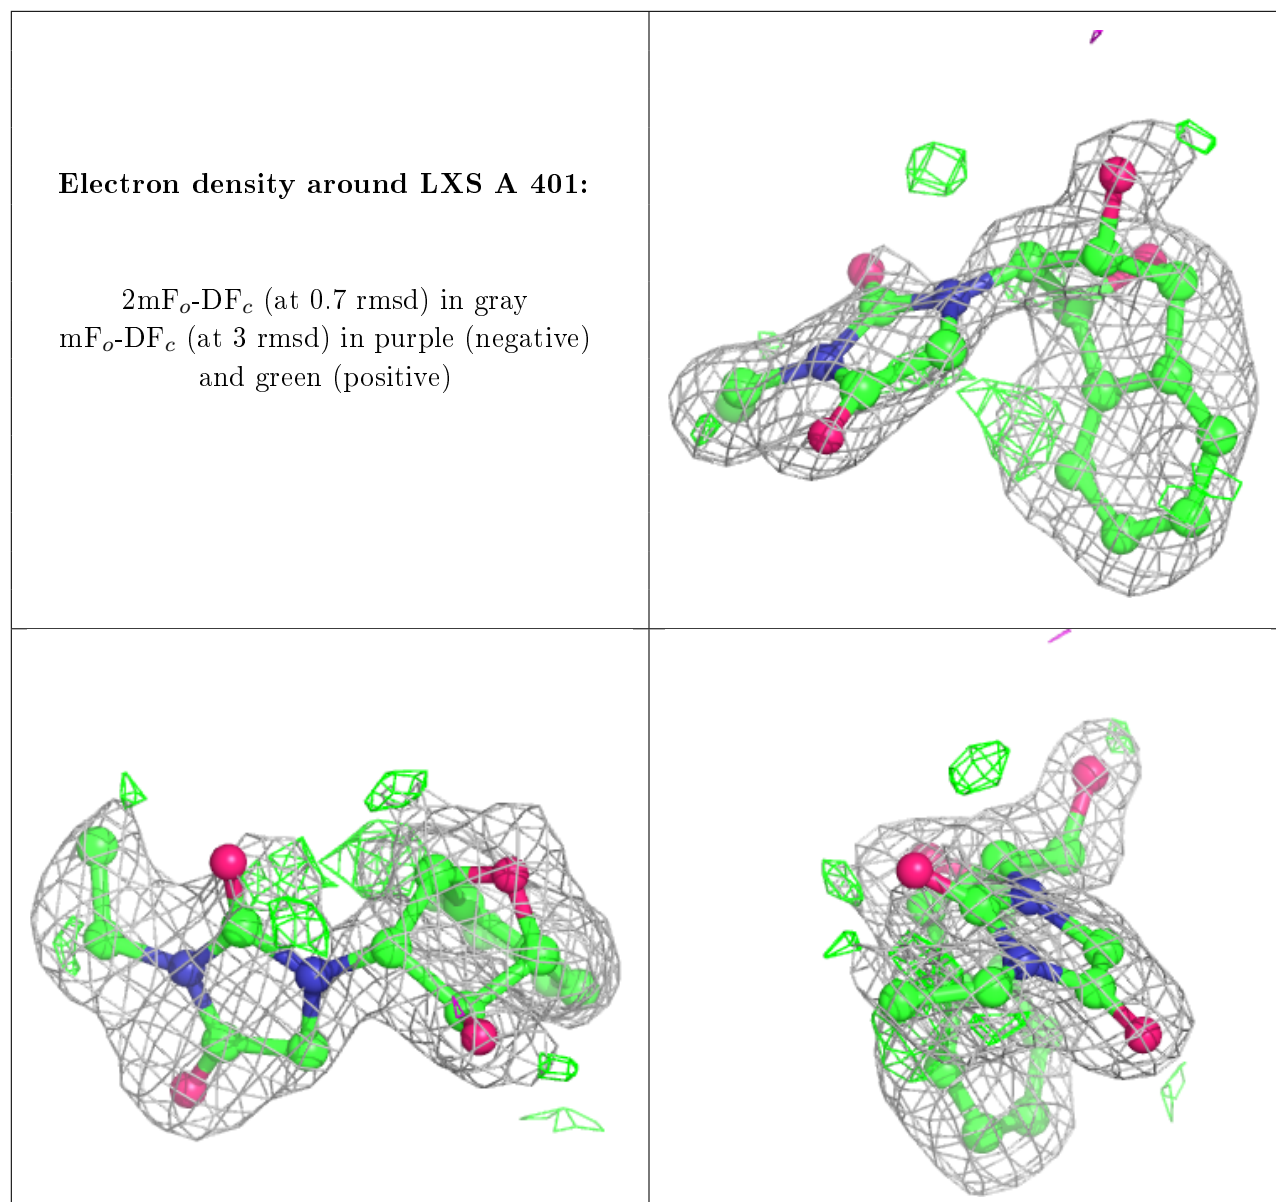 Electron density around LXS A 401:
2mFₒ-DF𝒸 (at 0.7 rmsd) in gray
mFₒ-DF𝒸 (at 3 rmsd) in purple (negative)
and green (positive)